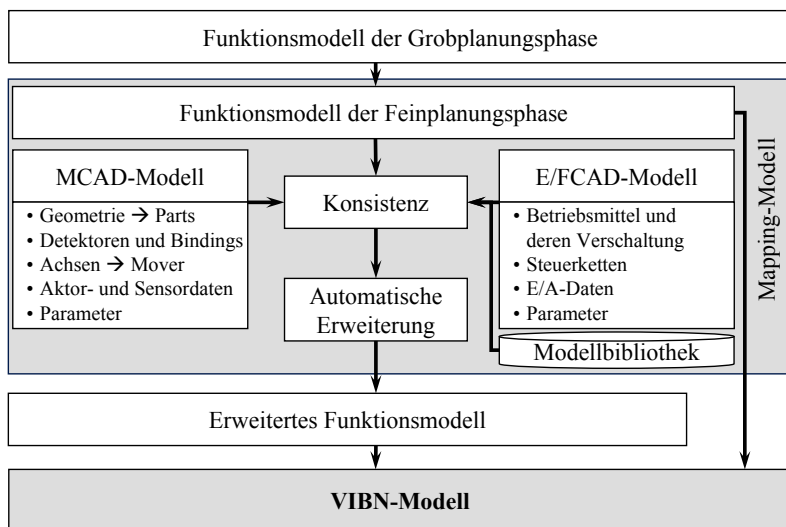 Funktionsmodell der Grobplanungsphase
Funktionsmodell der Feinplanungsphase
MCAD-Modell
• Geometrie → Parts
• Detektoren und Bindings
• Achsen → Mover
• Aktor- und Sensordaten
• Parameter
Konsistenz
Automatische
Erweiterung
E/FCAD-Modell
• Betriebsmittel und
deren Verschaltung
• Steuerketten
• E/A-Daten
• Parameter
Modellbibliothek
Mapping-Modell
Erweitertes Funktionsmodell
VIBN-Modell